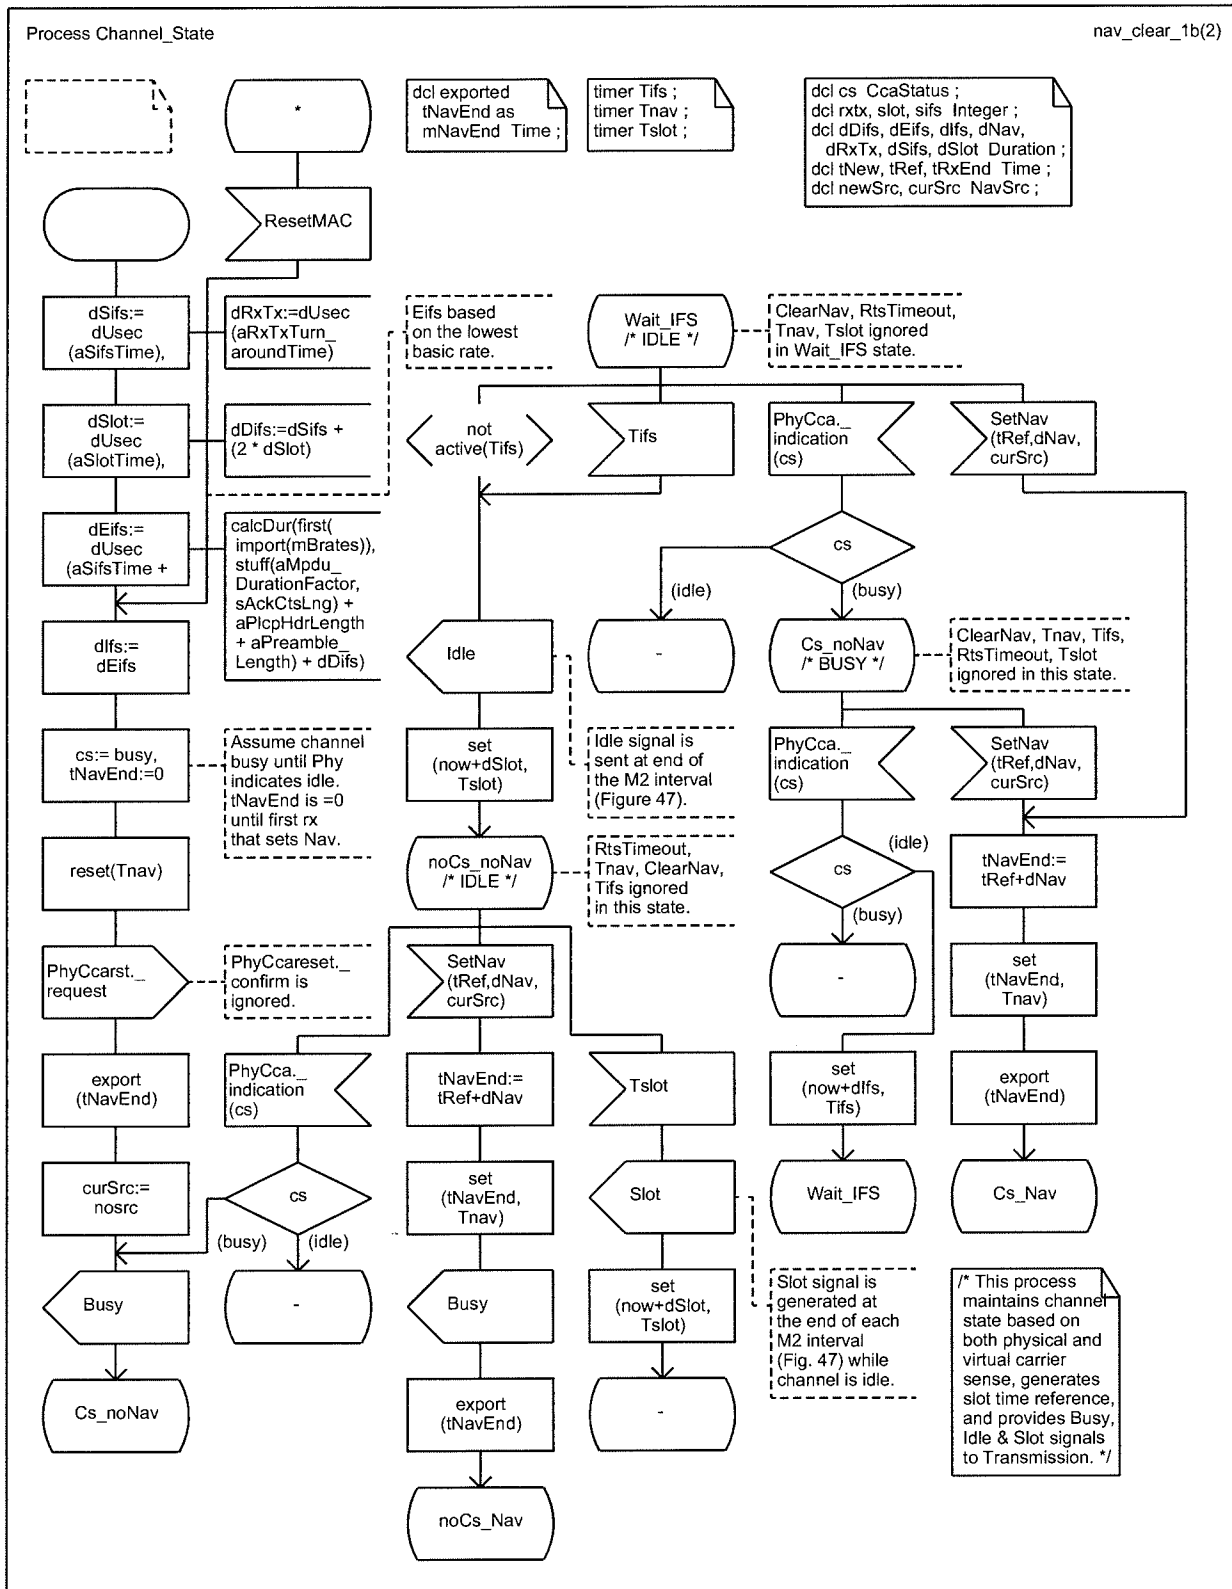 Process Channel_State
nav_clear_1b(2)
*
dcl exported
tNavEnd as
mNavEnd Time ;
timer Tifs ;
timer Tnav ;
timer Tslot ;
dcl cs CcaStatus ;
dcl rxtx, slot, sifs Integer ;
dcl dDifs, dEifs, dIfs, dNav,
dRxTx, dSifs, dSlot Duration ;
dcl tNew, tRef, tRxEnd Time ;
dcl newSrc, curSrc NavSrc ;
ResetMAC
dSifs:=
dUsec
(aSifsTime),
dRxTx:=dUsec
(aRxTxTurn_
aroundTime)
Eifs based
on the lowest
basic rate.
Wait_IFS
/* IDLE */
ClearNav, RtsTimeout,
Tnav, Tslot ignored
in Wait_IFS state.
dSlot:=
dUsec
(aSlotTime),
dDifs:=dSifs +
(2 * dSlot)
not
active(Tifs)
Tifs
PhyCca._
indication
(cs)
SetNav
(tRef,dNav,
curSrc)
dEifs:=
dUsec
(aSifsTime +
calcDur(first(
import(mBrates)),
stuff(aMpdu_
DurationFactor,
sAckCtsLng) +
aPlcpHdrLength
+ aPreamble_
Length) + dDifs)
cs
(idle)
(busy)
dIfs:=
dEifs
Idle
-
Cs_noNav
/* BUSY */
ClearNav, Tnav, Tifs,
RtsTimeout, Tslot
ignored in this state.
cs:= busy,
tNavEnd:=0
Assume channel
busy until Phy
indicates idle.
tNavEnd is =0
until first rx
that sets Nav.
set
(now+dSlot,
Tslot)
Idle signal is
sent at end of
the M2 interval
(Figure 47).
PhyCca._
indication
(cs)
SetNav
(tRef,dNav,
curSrc)
reset(Tnav)
noCs_noNav
/* IDLE */
RtsTimeout,
Tnav, ClearNav,
Tifs ignored
in this state.
cs
(idle)
(busy)
tNavEnd:=
tRef+dNav
PhyCcarst._
request
PhyCcareset._
confirm is
ignored.
SetNav
(tRef,dNav,
curSrc)
-
set
(tNavEnd,
Tnav)
export
(tNavEnd)
PhyCca._
indication
(cs)
tNavEnd:=
tRef+dNav
Tslot
set
(now+dIfs,
Tifs)
export
(tNavEnd)
curSrc:=
nosrc
cs
(busy)
(idle)
set
(tNavEnd,
Tnav)
Slot
Wait_IFS
Cs_Nav
Busy
-
Busy
set
(now+dSlot,
Tslot)
Slot signal is
generated at
the end of each
M2 interval
(Fig. 47) while
channel is idle.
/* This process
maintains channel
state based on
both physical and
virtual carrier
sense, generates
slot time reference,
and provides Busy,
Idle & Slot signals
to Transmission. */
Cs_noNav
export
(tNavEnd)
-
noCs_Nav